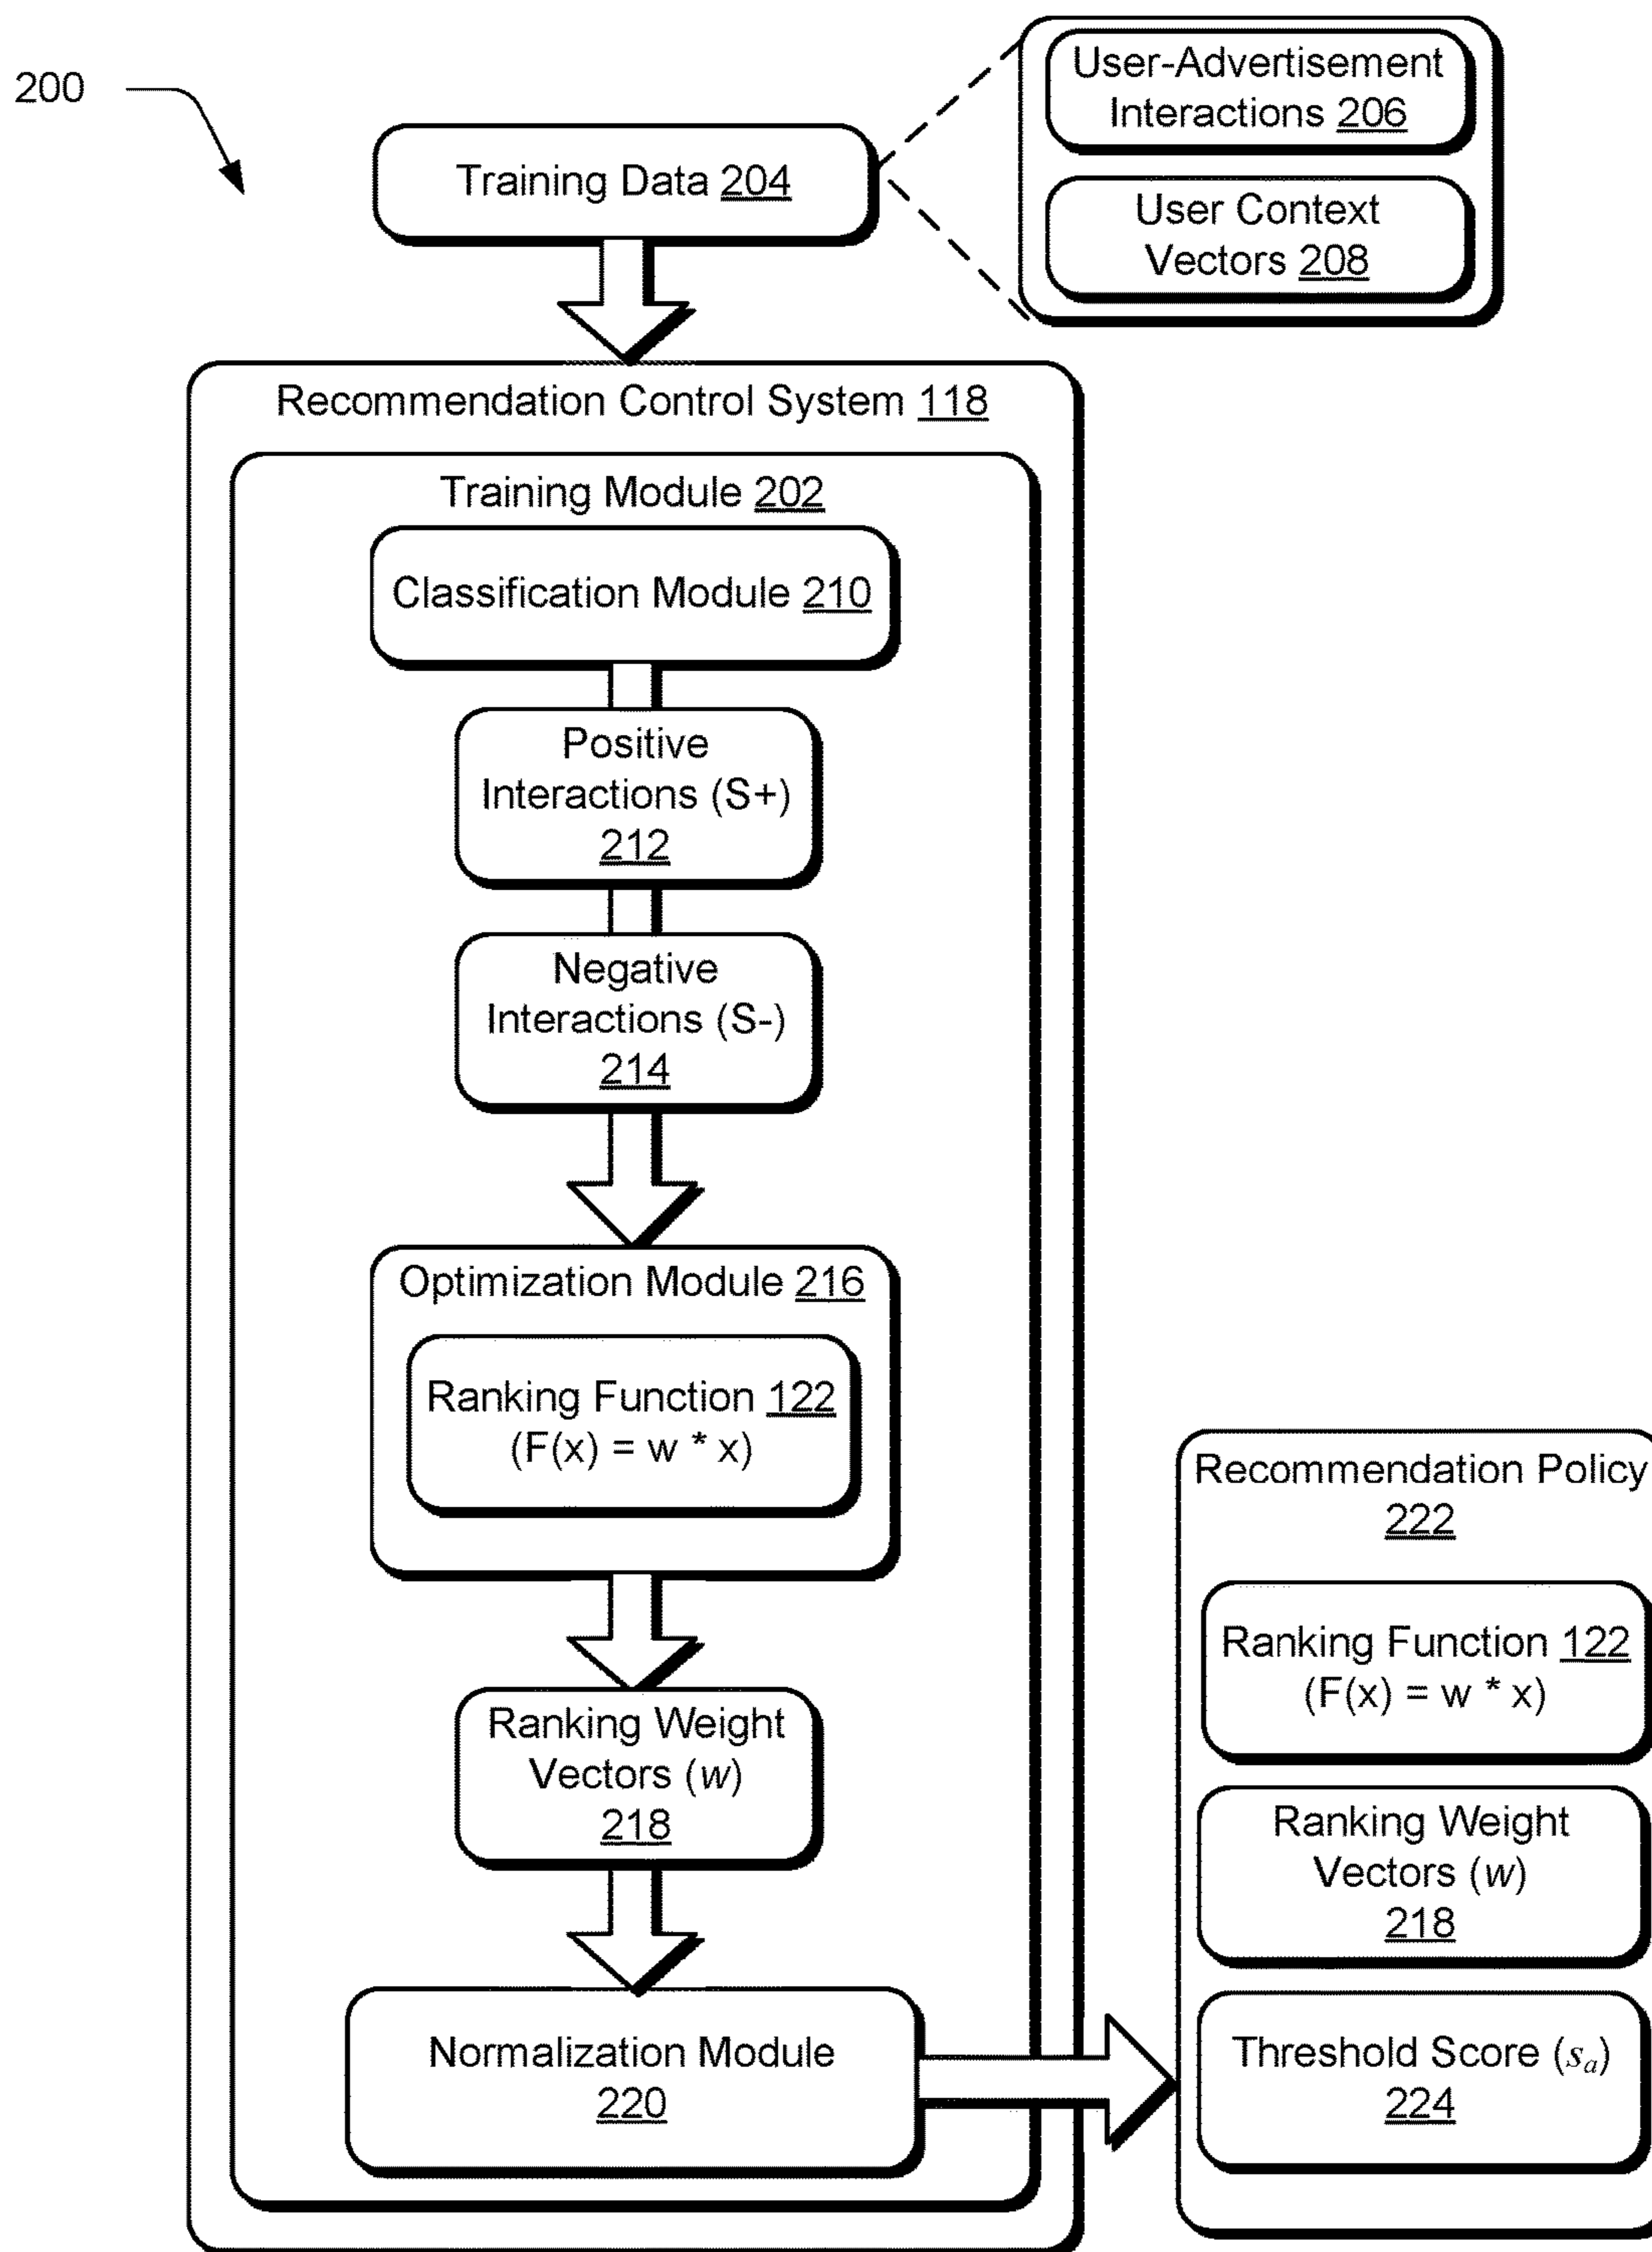 200
Training Data 204
User-Advertisement
Interactions 206
User Context
Vectors 208
Recommendation Control System 118
Training Module 202
Classification Module 210
Positive
Interactions (S+)
212
Negative
Interactions (S-)
214
Optimization Module 216
Ranking Function 122
(F(x) = w * x)
Ranking Weight
Vectors (w)
218
Normalization Module
220
Recommendation Policy
222
Ranking Function 122
(F(x) = w * x)
Ranking Weight
Vectors (w)
218
Threshold Score (sₐ)
224